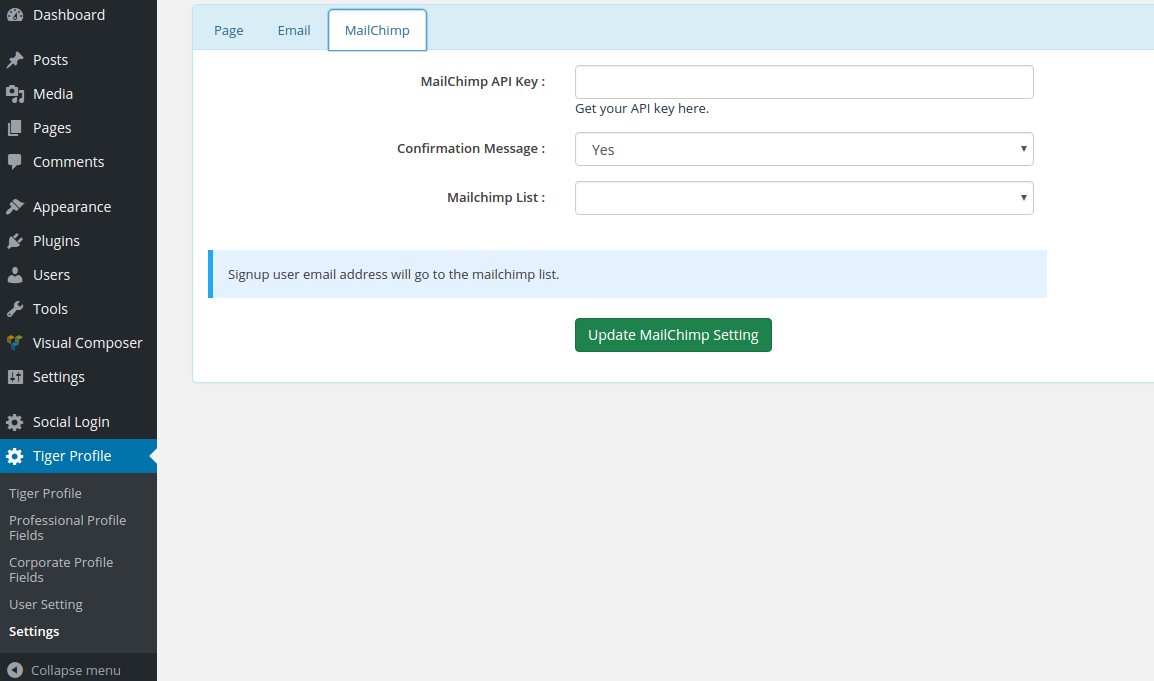 Dashboard
Posts
Media
Pages
Comments
Appearance
Plugins
Users
Tools
Visual Composer
Settings
Social Login
Tiger Profile
Tiger Profile
Professional Profile
Fields
Corporate Profile
Fields
User Setting
Settings
Collapse menu
Page Email MailChimp
MailChimp API Key :
Get your API key here.
Confirmation Message : Yes
Mailchimp List :
Signup user email address will go to the mailchimp list.
Update MailChimp Setting